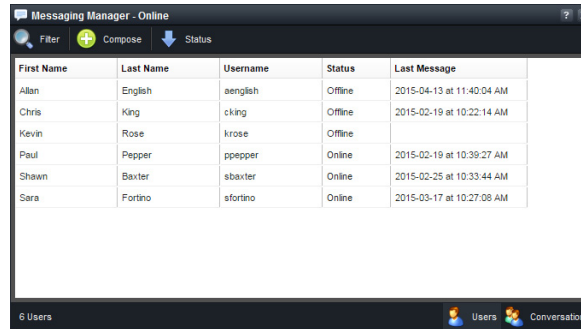 Messaging Manager - Online ?
Filter Compose Status
First Name Last Name Username Status Last Message
Allan English aenglish Offline 2015-04-13 at 11:40:04 AM
Chris King cking Offline 2015-02-19 at 10:22:14 AM
Kevin Rose krose Offline
Paul Pepper ppepper Online 2015-02-19 at 10:39:27 AM
Shawn Baxter sbaxter Online 2015-02-25 at 10:33:44 AM
Sara Fortino sfortino Online 2015-03-17 at 10:27:08 AM
6 Users Users Conversatio